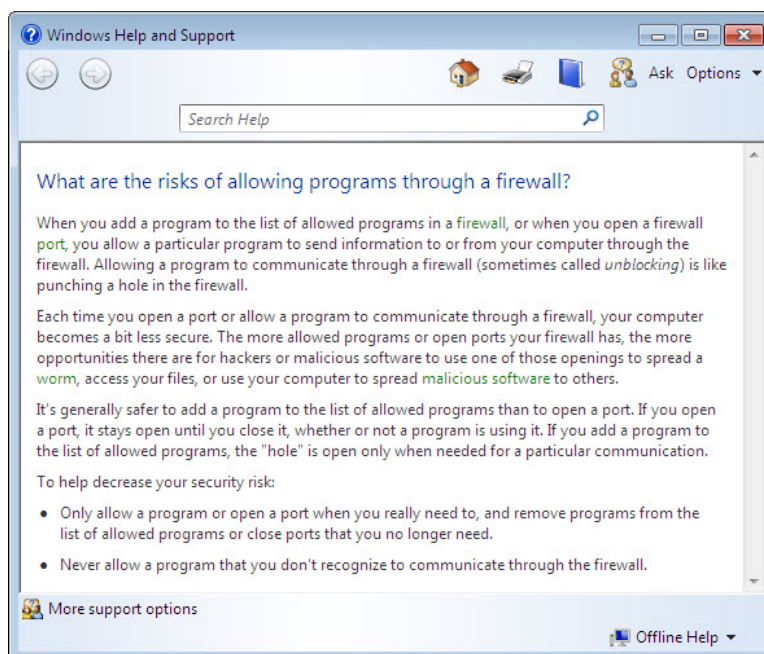 Windows Help and Support
Ask Options
Search Help
What are the risks of allowing programs through a firewall?
When you add a program to the list of allowed programs in a firewall, or when you open a firewall
port, you allow a particular program to send information to or from your computer through the
firewall. Allowing a program to communicate through a firewall (sometimes called unblocking) is like
punching a hole in the firewall.
Each time you open a port or allow a program to communicate through a firewall, your computer
becomes a bit less secure. The more allowed programs or open ports your firewall has, the more
opportunities there are for hackers or malicious software to use one of those openings to spread a
worm, access your files, or use your computer to spread malicious software to others.
It's generally safer to add a program to the list of allowed programs than to open a port. If you open
a port, it stays open until you close it, whether or not a program is using it. If you add a program to
the list of allowed programs, the "hole" is open only when needed for a particular communication.
To help decrease your security risk:
• Only allow a program or open a port when you really need to, and remove programs from the
list of allowed programs or close ports that you no longer need.
• Never allow a program that you don't recognize to communicate through the firewall.
More support options
Offline Help